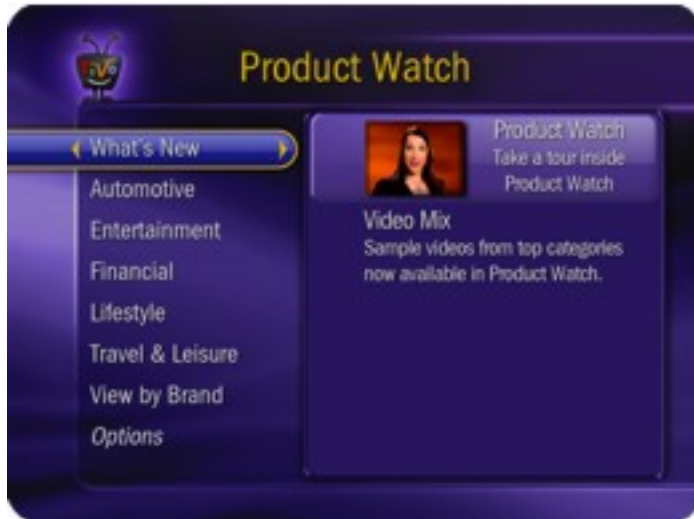 TiVo
Product Watch
What's New
Automotive
Entertainment
Financial
Lifestyle
Travel & Leisure
View by Brand
Options
Product Watch
Take a tour inside
Product Watch
Video Mix
Sample videos from top categories
now available in Product Watch.